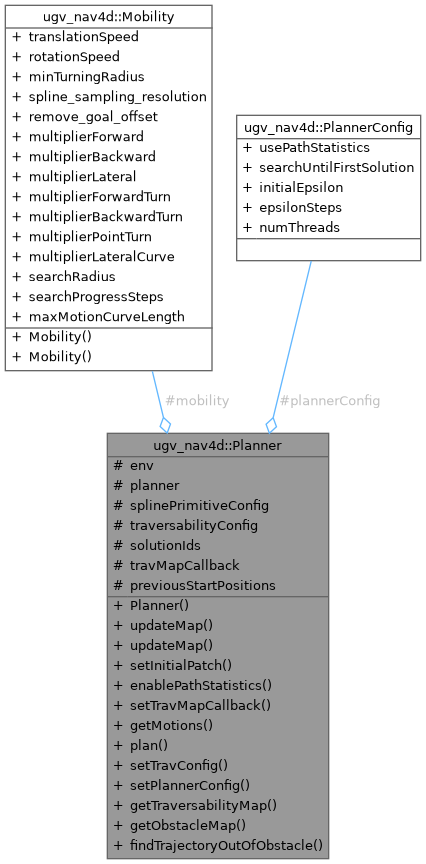 ugv_nav4d::Mobility
+ translationSpeed
+ rotationSpeed
+ minTurningRadius
+ spline_sampling_resolution
+ remove_goal_offset
+ multiplierForward
+ multiplierBackward
+ multiplierLateral
+ multiplierForwardTurn
+ multiplierBackwardTurn
+ multiplierPointTurn
+ multiplierLateralCurve
+ searchRadius
+ searchProgressSteps
+ maxMotionCurveLength
+ Mobility()
+ Mobility()
ugv_nav4d::PlannerConfig
+ usePathStatistics
+ searchUntilFirstSolution
+ initialEpsilon
+ epsilonSteps
+ numThreads
#mobility
#plannerConfig
ugv_nav4d::Planner
# env
# planner
# splinePrimitiveConfig
# traversabilityConfig
# solutionIds
# travMapCallback
# previousStartPositions
+ Planner()
+ updateMap()
+ updateMap()
+ setInitialPatch()
+ enablePathStatistics()
+ setTravMapCallback()
+ getMotions()
+ plan()
+ setTravConfig()
+ setPlannerConfig()
+ getTraversabilityMap()
+ getObstacleMap()
+ findTrajectoryOutOfObstacle()